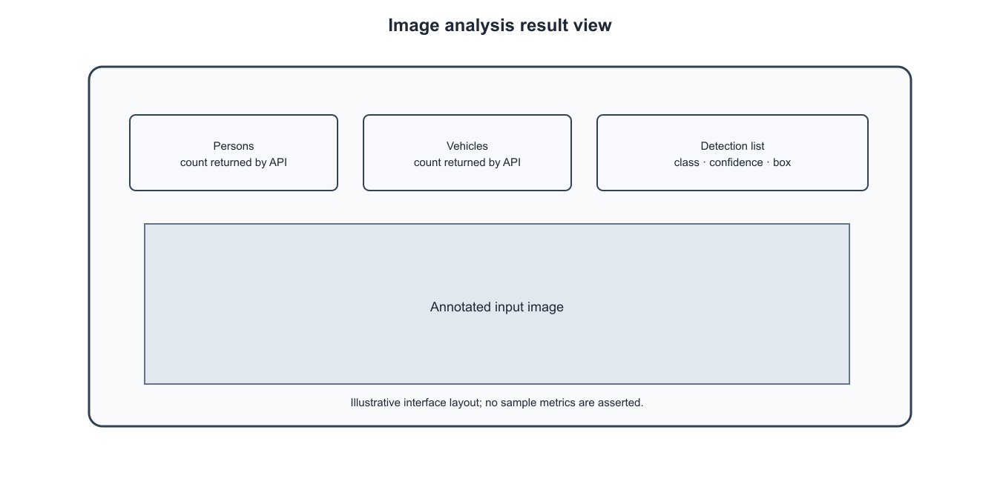 Image analysis result view
Persons
count returned by API
Vehicles
count returned by API
Detection list
class · confidence · box
Annotated input image
Illustrative interface layout; no sample metrics are asserted.